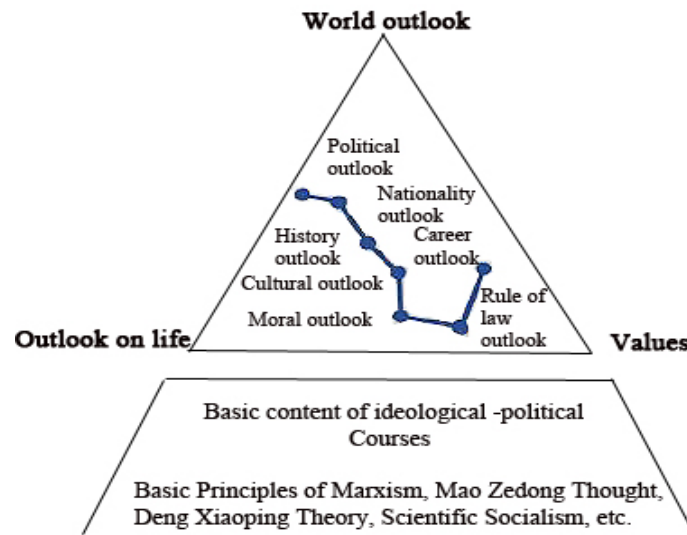 World outlook
Political
outlook
Nationality
outlook
History
outlook
Career
outlook
Cultural outlook
Moral outlook
Rule of
law
outlook
Outlook on life
Values
Basic content of ideological -political
Courses
Basic Principles of Marxism, Mao Zedong Thought,
Deng Xiaoping Theory, Scientific Socialism, etc.